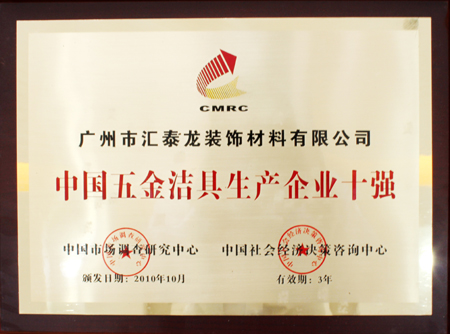 CMRC
广州市汇泰龙装饰材料有限公司
中国五金洁具生产企业十强
中国市场调查研究中心 中国社会经济决策咨询中心
颁发日期：2010年10月 有效期：3年